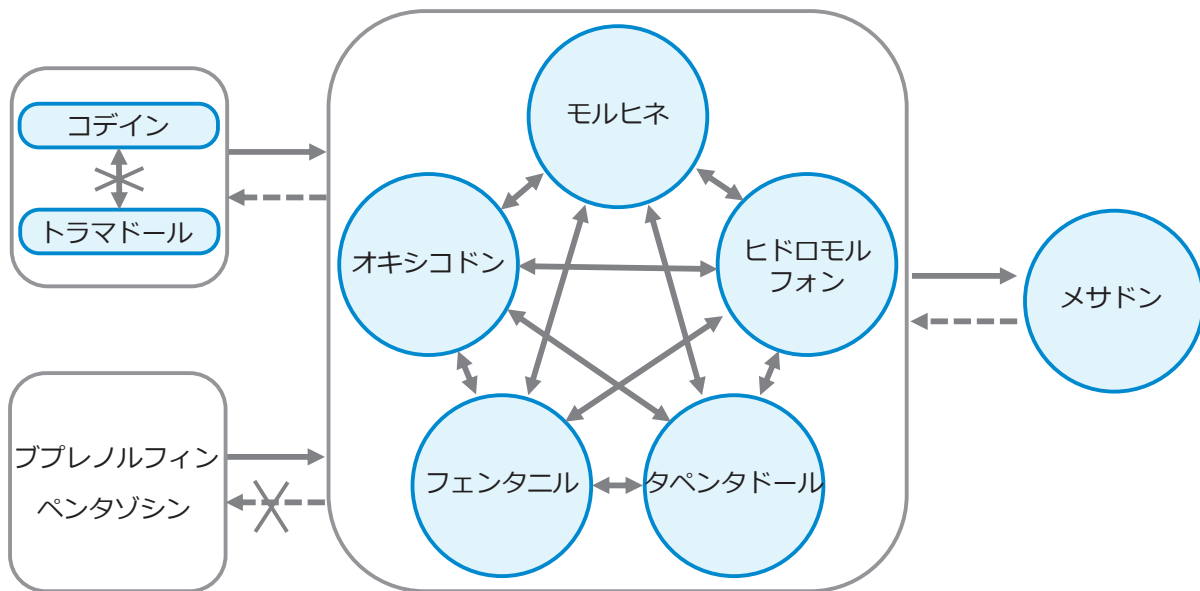 コデイン
トラマドール
ブプレノルフィン
ペンタゾシン
モルヒネ
オキシコドン
ヒドロモル
フォン
フェンタニル
タペンタドール
メサドン